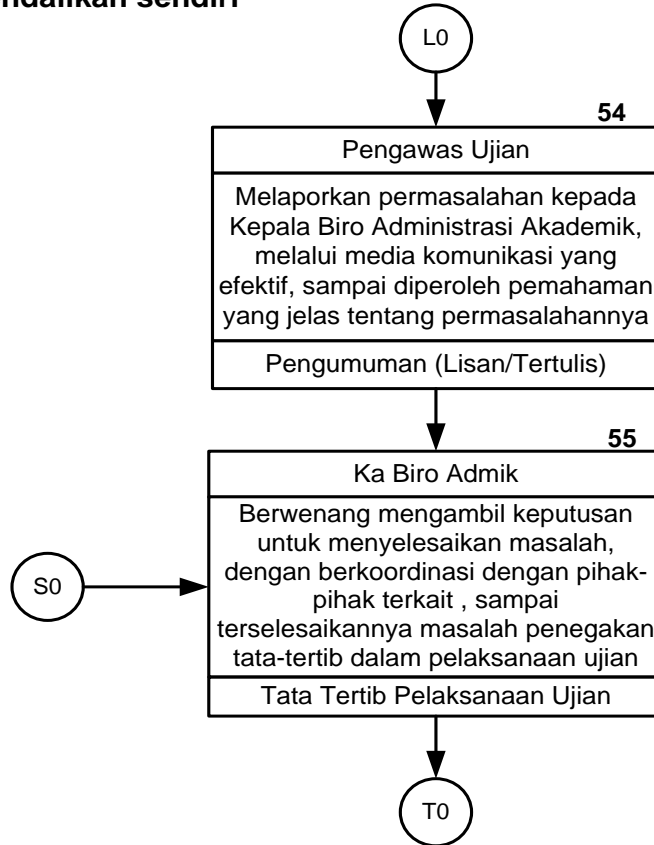 L0
54
Pengawas Ujian
Melaporkan permasalahan kepada
Kepala Biro Administrasi Akademik,
melalui media komunikasi yang
efektif, sampai diperoleh pemahaman
yang jelas tentang permasalahannya
Pengumuman (Lisan/Tertulis)
55
Ka Biro Admik
Berwenang mengambil keputusan
untuk menyelesaikan masalah,
dengan berkoordinasi dengan pihak-
pihak terkait , sampai
terselesaikannya masalah penegakan
tata-tertib dalam pelaksanaan ujian
S0
Tata Tertib Pelaksanaan Ujian
T0